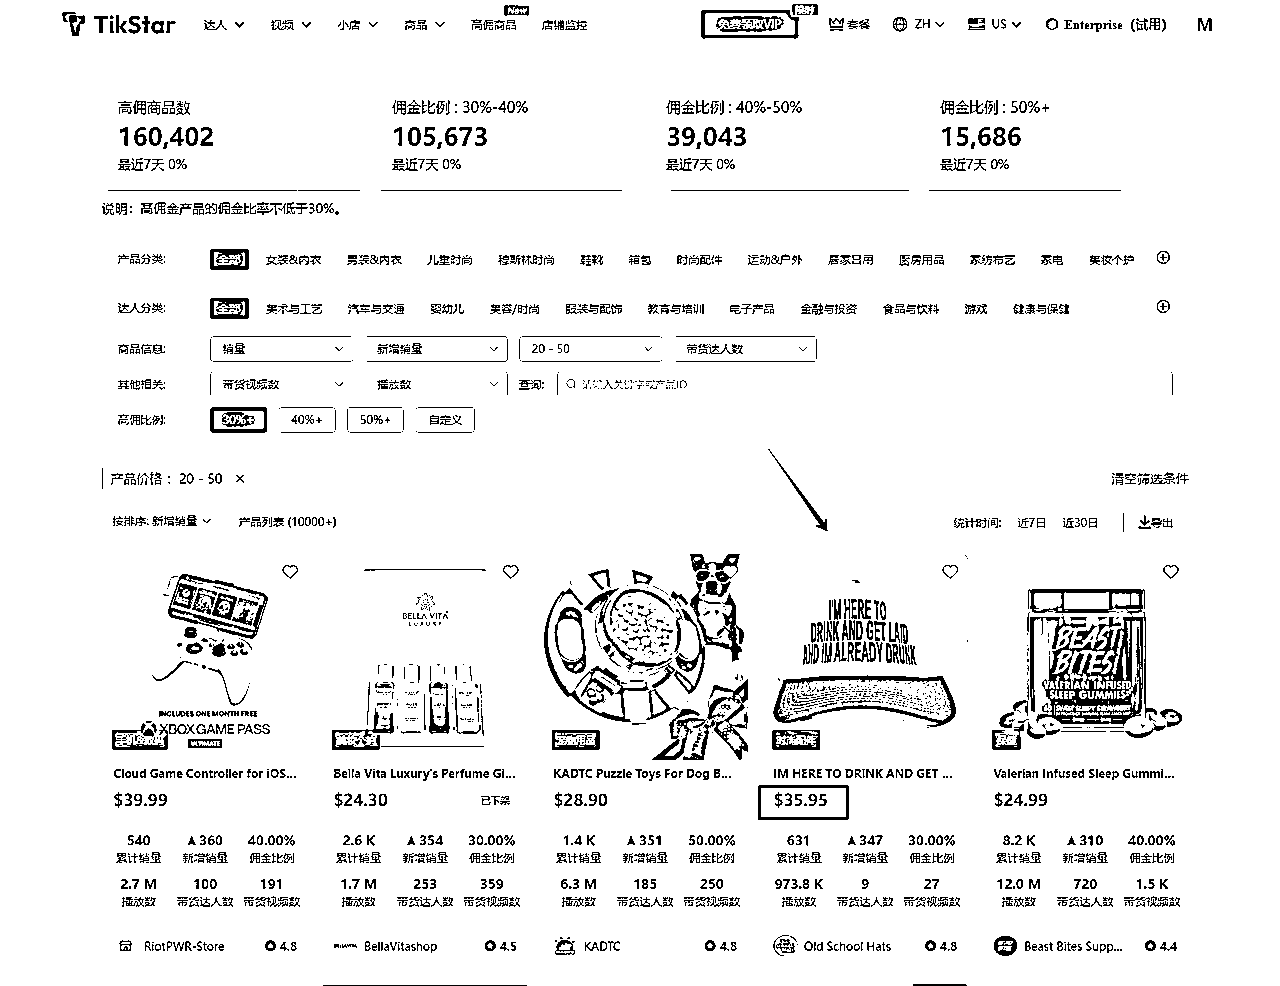 TikStar 达人 视频 小店 商品 高佣商品 New 店铺监控 免费领取VIP 限时 套餐 ZH US Enterprise (试用) M
高佣商品数 佣金比例 : 30%-40% 佣金比例 : 40%-50% 佣金比例 : 50%+
160,402 105,673 39,043 15,686
最近7天 0% 最近7天 0% 最近7天 0% 最近7天 0%
说明: 高佣金产品的佣金比率不低于30%。
产品分类: 全部 女装&内衣 男装&内衣 儿童时尚 穆斯林时尚 鞋靴 箱包 时尚配件 运动&户外 居家日用 厨房用品 家纺布艺 家电 美妆个护
达人分类: 全部 美术与工艺 汽车与交通 婴幼儿 美容/时尚 服装与配饰 教育与培训 电子产品 金融与投资 食品与饮料 游戏 健康与保健
商品信息: 销量 新增销量 20 - 50 带货达人数
其他相关: 带货视频数 播放数 查询: 请输入关键字或产品ID
高佣比例: 30%+ 40%+ 50%+ 自定义
产品价格 : 20 - 50 × 清空筛选条件
按排序: 新增销量 产品列表 (10000+) 统计时间: 近7日 近30日 导出
BELLA VITA
LUXURY
I'M HERE TO
DRINK AND GET LAID
AND I'M ALREADY DRUNK
BEAST
BITES
VALERIAN INFUSED
SLEEP GUMMIES
INCLUDES ONE MONTH FREE
XBOX GAME PASS
ULTIMATE
Cloud Game Controller for iOS... Bella Vita Luxury's Perfume Gi... KADTC Puzzle Toys For Dog B... IM HERE TO DRINK AND GET ... Valerian Infused Sleep Gummi...
$39.99 $24.30 已下架 $28.90 $35.95 $24.99
540 ▲360 40.00% 2.6 K ▲354 30.00% 1.4 K ▲351 50.00% 631 ▲347 30.00% 8.2 K ▲310 40.00%
累计销量 新增销量 佣金比例 累计销量 新增销量 佣金比例 累计销量 新增销量 佣金比例 累计销量 新增销量 佣金比例 累计销量 新增销量 佣金比例
2.7 M 100 191 1.7 M 253 359 6.3 M 185 250 973.8 K 9 27 12.0 M 720 1.5 K
播放数 带货达人数 带货视频数 播放数 带货达人数 带货视频数 播放数 带货达人数 带货视频数 播放数 带货达人数 带货视频数 播放数 带货达人数 带货视频数
RiotPWR-Store 4.8 BellaVitashop 4.5 KADTC 4.8 Old School Hats 4.8 Beast Bites Supp... 4.4